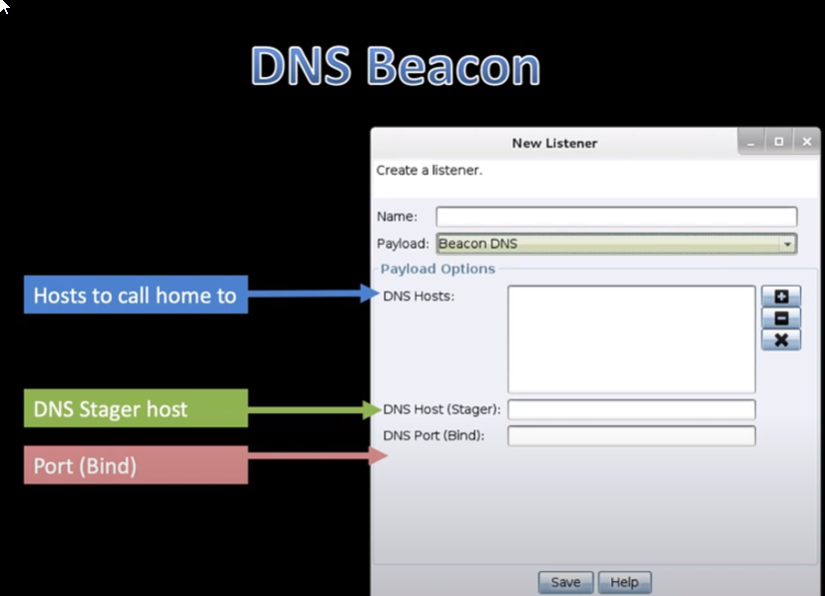 DNS Beacon
New Listener
Create a listener.
Name:
Payload: Beacon DNS
Payload Options
Hosts to call home to
DNS Hosts:
DNS Stager host
DNS Host (Stager):
DNS Port (Bind):
Port (Bind)
Save Help